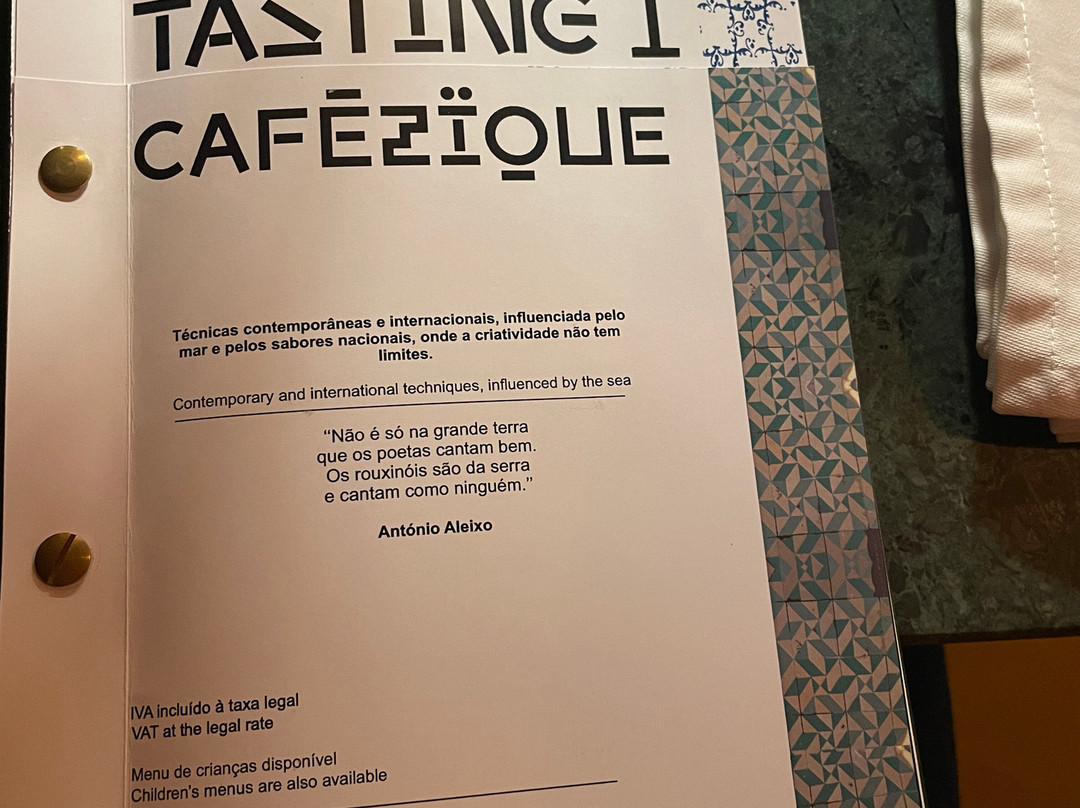 TASTING 1
CAFĒZÏQUE
Técnicas contemporâneas e internacionais, influenciada pelo
mar e pelos sabores nacionais, onde a criatividade não tem
limites.
Contemporary and international techniques, influenced by the sea
“Não é só na grande terra
que os poetas cantam bem.
Os rouxinóis são da serra
e cantam como ninguém.”
António Aleixo
IVA incluído à taxa legal
VAT at the legal rate
Menu de crianças disponível
Children's menus are also available